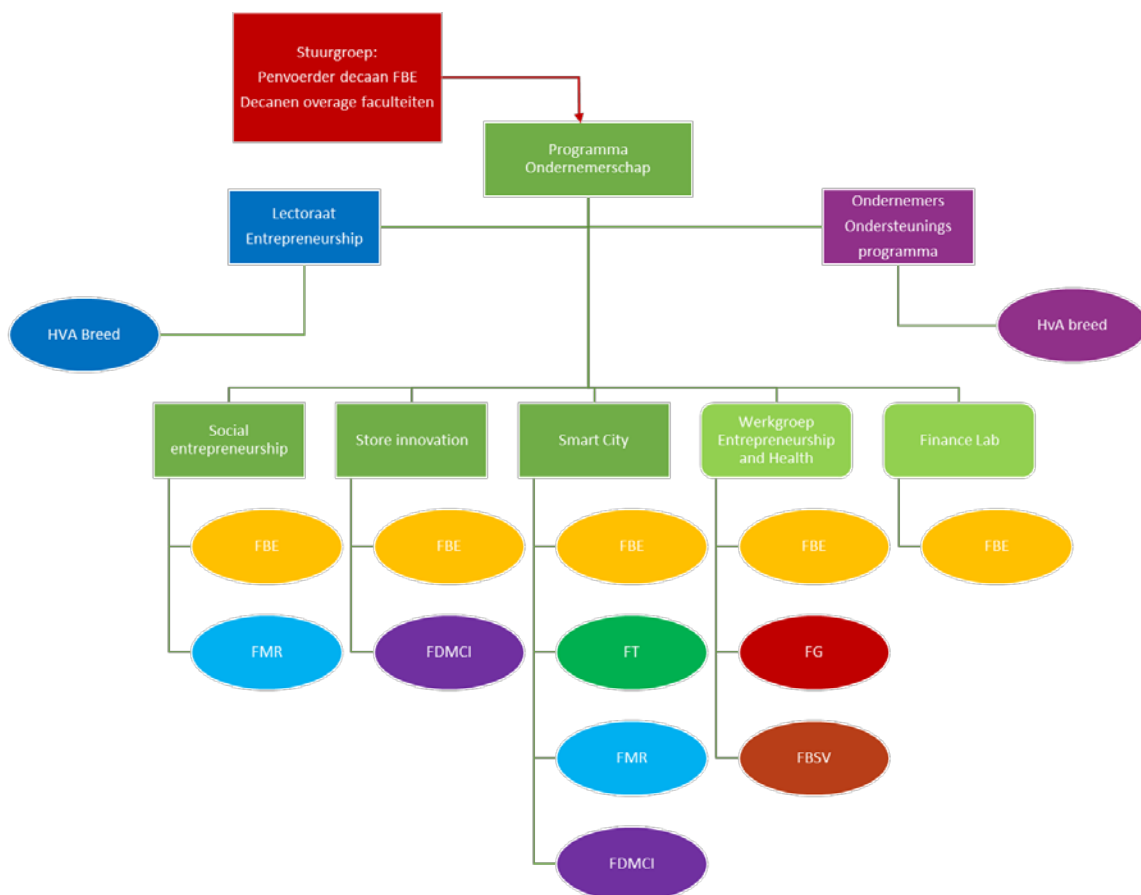 Stuurgroep:
Penvoerder decaan FBE
Decanen overage faculteiten
Programma
Ondernemerschap
Lectoraat
Entrepreneurship
Ondernemers
Ondersteunings
programma
HVA Breed
HvA breed
Social
entrepreneurship
Store innovation
Smart City
Werkgroep
Entrepreneurship
and Health
Finance Lab
FBE
FBE
FBE
FBE
FBE
FMR
FDMCI
FT
FG
FMR
FBSV
FDMCI